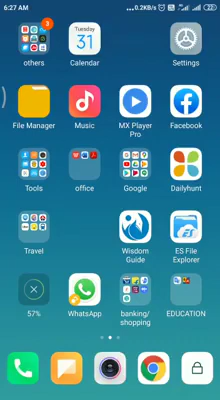 6:27 AM ...0.2KB/s
3
Tuesday
31
others Calendar Settings
File Manager Music MX Player Pro Facebook
Tools office Google Dailyhunt
Travel Wisdom Guide ES File Explorer
57% WhatsApp banking/ shopping EDUCATION